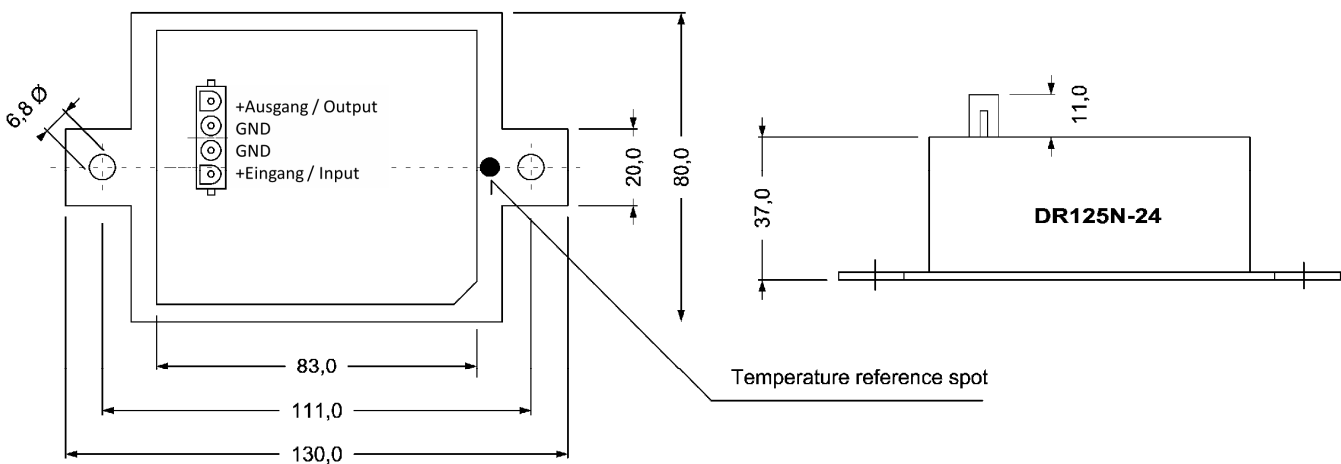 6,8 Ø
+Ausgang / Output
GND
GND
+Eingang / Input
20,0
80,0
83,0
111,0
130,0
Temperature reference spot
11,0
37,0
DR125N-24